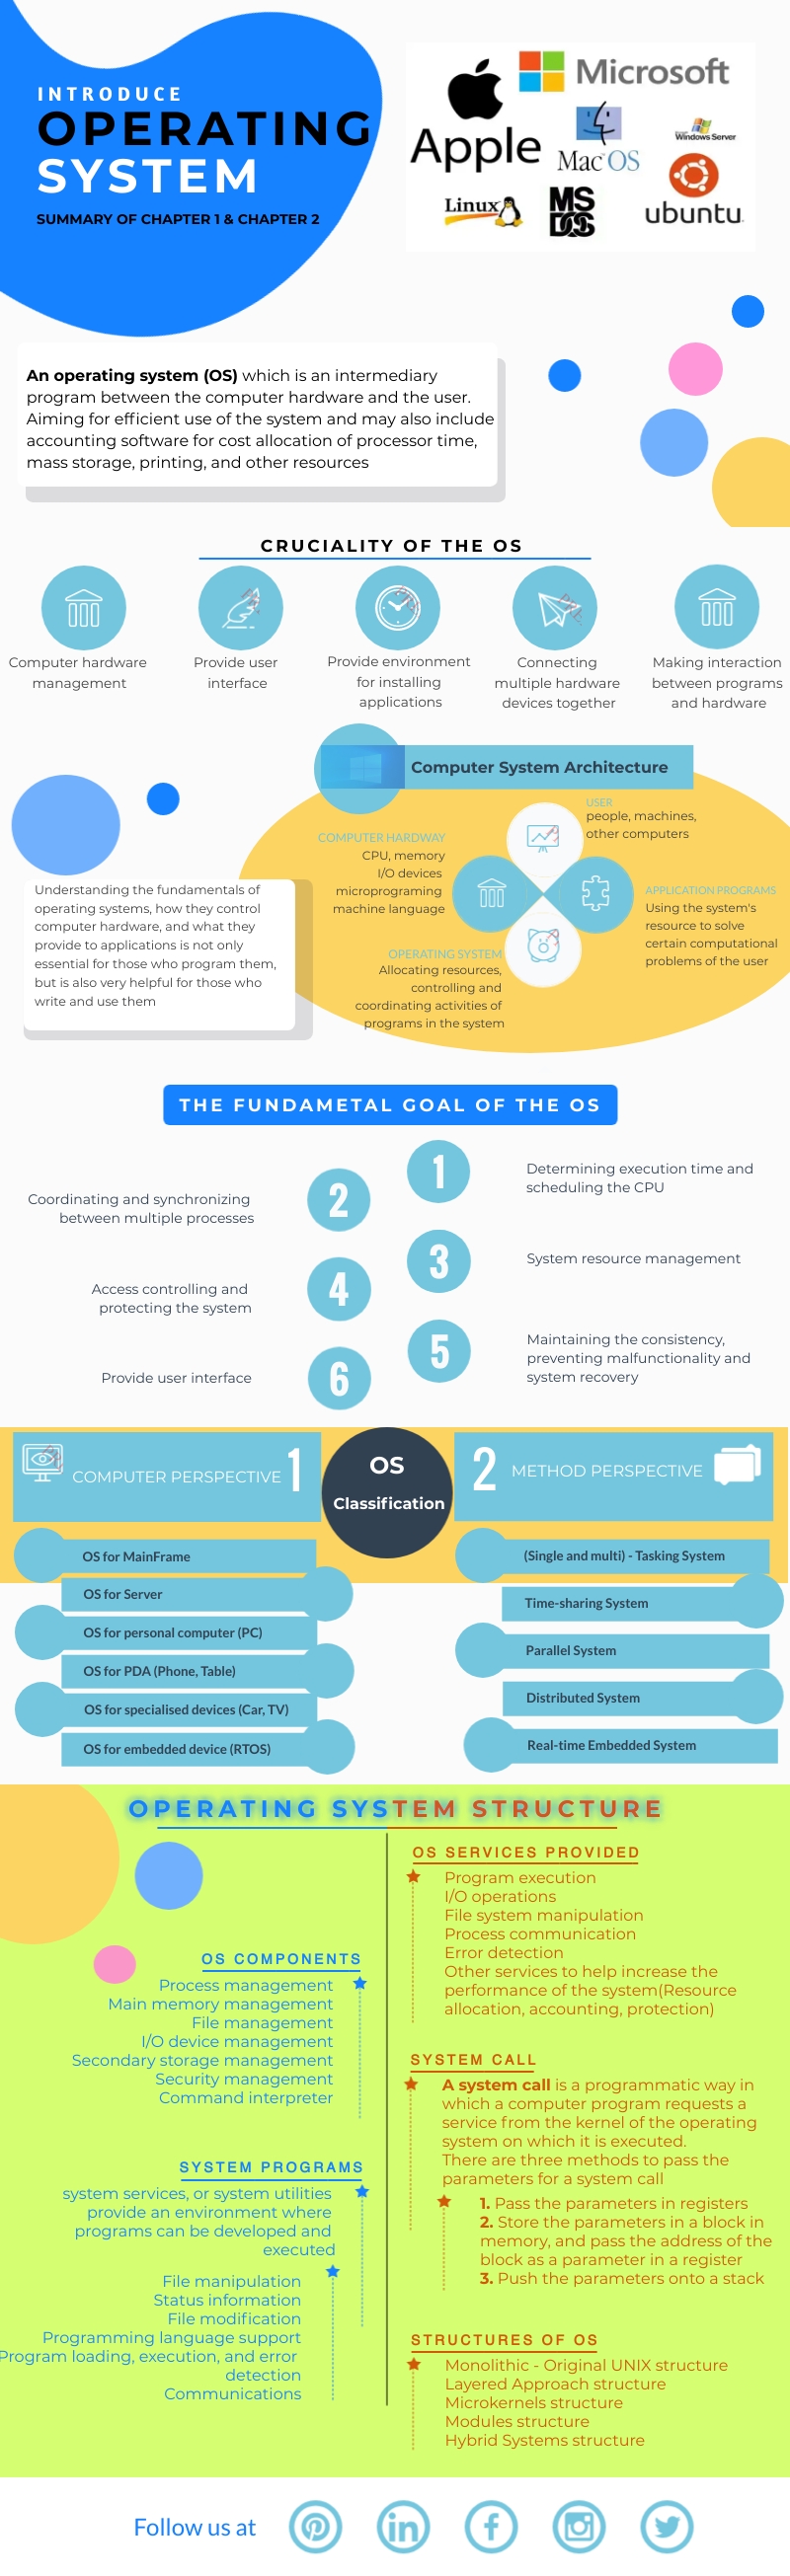 INTRODUCE
OPERATING
SYSTEM
SUMMARY OF CHAPTER 1 & CHAPTER 2
Microsoft
Apple
Mac OS
Windows Server
Linux
MS
DOS
ubuntu
An operating system (OS) which is an intermediary
program between the computer hardware and the user.
Aiming for efficient use of the system and may also include
accounting software for cost allocation of processor time,
mass storage, printing, and other resources
CRUCIALITY OF THE OS
Computer hardware
management
Provide user
interface
Provide environment
for installing
applications
Connecting
multiple hardware
devices together
Making interaction
between programs
and hardware
Computer System Architecture
USER
people, machines,
other computers
COMPUTER HARDWAY
CPU, memory
I/O devices
microprograming
machine language
APPLICATION PROGRAMS
Using the system's
resource to solve
certain computational
problems of the user
OPERATING SYSTEM
Allocating resources,
controlling and
coordinating activities of
programs in the system
Understanding the fundamentals of
operating systems, how they control
computer hardware, and what they
provide to applications is not only
essential for those who program them,
but is also very helpful for those who
write and use them
THE FUNDAMETAL GOAL OF THE OS
1
Determining execution time and
scheduling the CPU
2
Coordinating and synchronizing
between multiple processes
3
System resource management
4
Access controlling and
protecting the system
5
Maintaining the consistency,
preventing malfunctionality and
system recovery
6
Provide user interface
OS
Classification
COMPUTER PERSPECTIVE 1
OS for MainFrame
OS for Server
OS for personal computer (PC)
OS for PDA (Phone, Table)
OS for specialised devices (Car, TV)
OS for embedded device (RTOS)
2 METHOD PERSPECTIVE
(Single and multi) - Tasking System
Time-sharing System
Parallel System
Distributed System
Real-time Embedded System
OPERATING SYSTEM STRUCTURE
OS COMPONENTS
Process management
Main memory management
File management
I/O device management
Secondary storage management
Security management
Command interpreter
SYSTEM PROGRAMS
system services, or system utilities
provide an environment where
programs can be developed and
executed
File manipulation
Status information
File modification
Programming language support
Program loading, execution, and error
detection
Communications
OS SERVICES PROVIDED
Program execution
I/O operations
File system manipulation
Process communication
Error detection
Other services to help increase the
performance of the system(Resource
allocation, accounting, protection)
SYSTEM CALL
A system call is a programmatic way in
which a computer program requests a
service from the kernel of the operating
system on which it is executed.
There are three methods to pass the
parameters for a system call
1. Pass the parameters in registers
2. Store the parameters in a block in
memory, and pass the address of the
block as a parameter in a register
3. Push the parameters onto a stack
STRUCTURES OF OS
Monolithic - Original UNIX structure
Layered Approach structure
Microkernels structure
Modules structure
Hybrid Systems structure
Follow us at